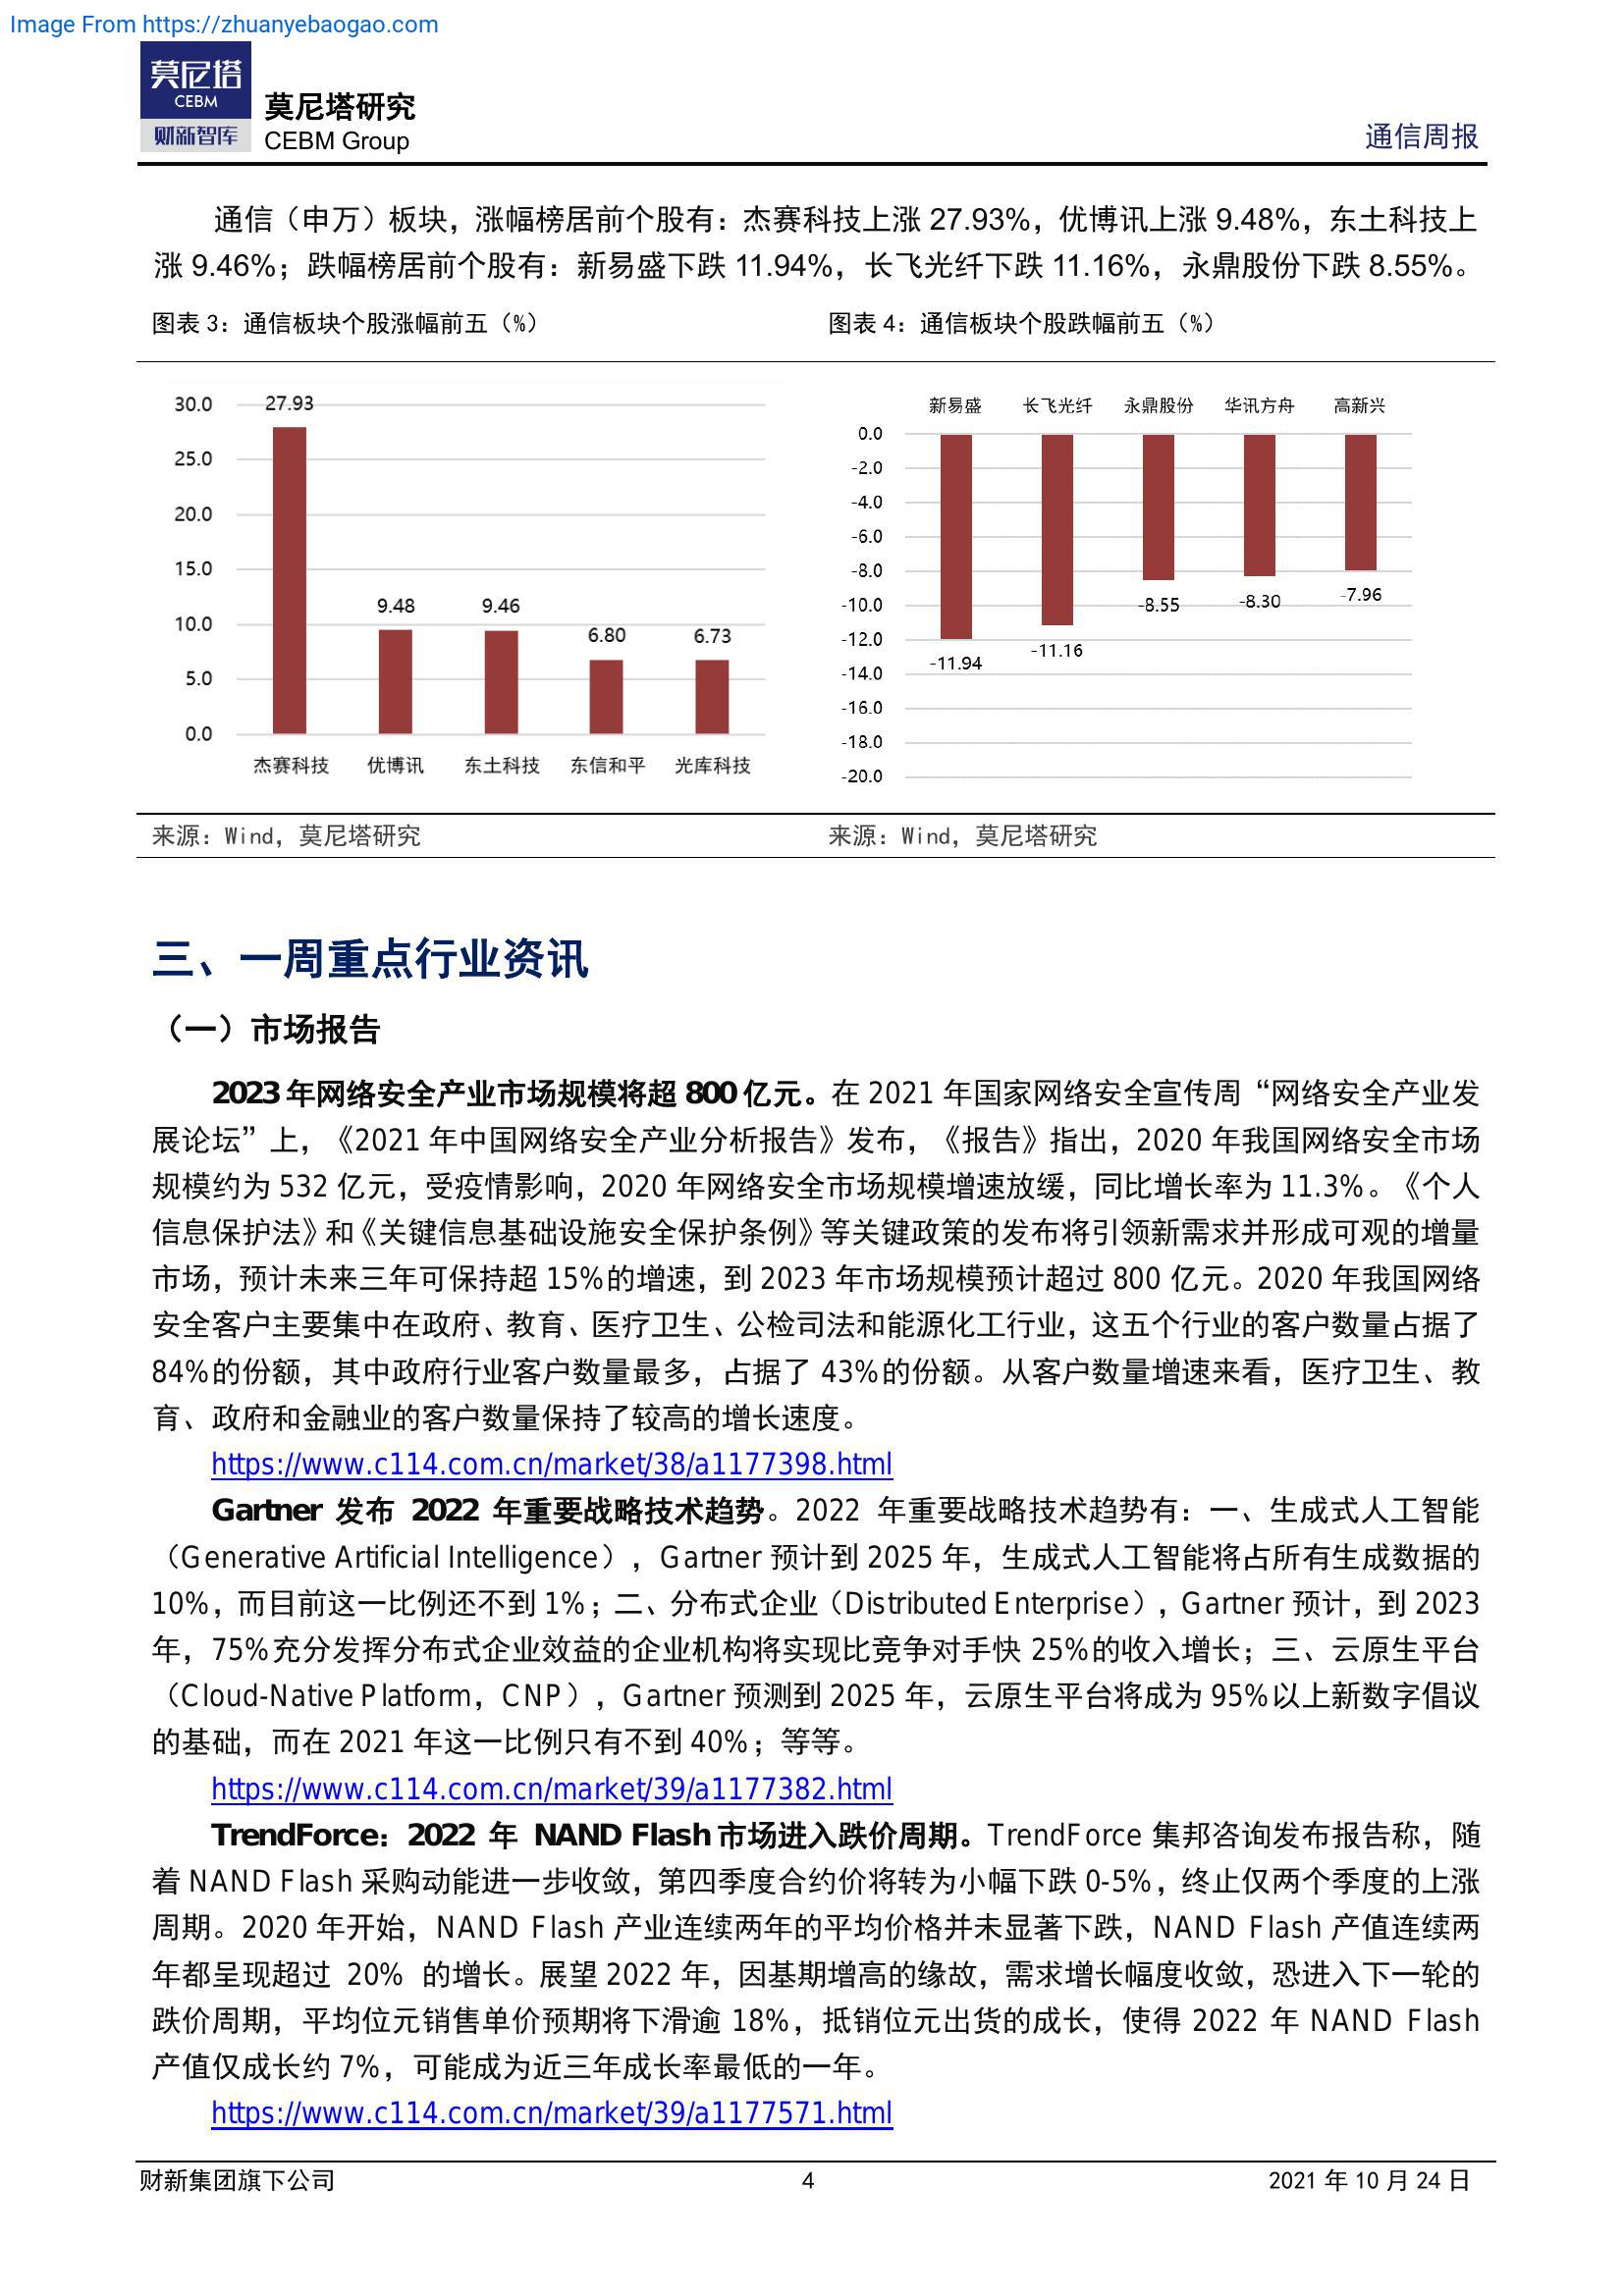 Image From https://zhuanyebaogao.com
莫尼塔
CEBM
财新智库
莫尼塔研究
CEBM Group
通信周报
通信（申万）板块，涨幅榜居前个股有：杰赛科技上涨 27.93%，优博讯上涨 9.48%，东土科技上
涨 9.46%；跌幅榜居前个股有：新易盛下跌 11.94%，长飞光纤下跌 11.16%，永鼎股份下跌 8.55%。
图表 3：通信板块个股涨幅前五（%）
30.0
25.0
20.0
15.0
10.0
5.0
0.0
27.93
9.48
9.46
6.80
6.73
杰赛科技
优博讯
东土科技
东信和平
光库科技
来源：Wind，莫尼塔研究
图表 4：通信板块个股跌幅前五（%）
新易盛
长飞光纤
永鼎股份
华讯方舟
高新兴
0.0
-2.0
-4.0
-6.0
-8.0
-10.0
-12.0
-14.0
-16.0
-18.0
-20.0
-11.94
-11.16
-8.55
-8.30
-7.96
来源：Wind，莫尼塔研究
三、一周重点行业资讯
（一）市场报告
2023 年网络安全产业市场规模将超 800 亿元。在 2021 年国家网络安全宣传周“网络安全产业发
展论坛”上，《2021 年中国网络安全产业分析报告》发布，《报告》指出，2020 年我国网络安全市场
规模约为 532 亿元，受疫情影响，2020 年网络安全市场规模增速放缓，同比增长率为 11.3%。《个人
信息保护法》和《关键信息基础设施安全保护条例》等关键政策的发布将引领新需求并形成可观的增量
市场，预计未来三年可保持超 15%的增速，到 2023 年市场规模预计超过 800 亿元。2020 年我国网络
安全客户主要集中在政府、教育、医疗卫生、公检司法和能源化工行业，这五个行业的客户数量占据了
84%的份额，其中政府行业客户数量最多，占据了 43%的份额。从客户数量增速来看，医疗卫生、教
育、政府和金融业的客户数量保持了较高的增长速度。
https://www.c114.com.cn/market/38/a1177398.html
Gartner 发布 2022 年重要战略技术趋势。2022 年重要战略技术趋势有：一、生成式人工智能
（Generative Artificial Intelligence），Gartner 预计到 2025 年，生成式人工智能将占所有生成数据的
10%，而目前这一比例还不到 1%；二、分布式企业（Distributed Enterprise），Gartner 预计，到 2023
年，75%充分发挥分布式企业效益的企业机构将实现比竞争对手快 25%的收入增长；三、云原生平台
（Cloud-Native Platform，CNP），Gartner 预测到 2025 年，云原生平台将成为 95%以上新数字倡议
的基础，而在 2021 年这一比例只有不到 40%；等等。
https://www.c114.com.cn/market/39/a1177382.html
TrendForce：2022 年 NAND Flash 市场进入跌价周期。TrendForce 集邦咨询发布报告称，随
着 NAND Flash 采购动能进一步收敛，第四季度合约价将转为小幅下跌 0-5%，终止仅两个季度的上涨
周期。2020 年开始，NAND Flash 产业连续两年的平均价格并未显著下跌，NAND Flash 产值连续两
年都呈现超过 20% 的增长。展望 2022 年，因基期增高的缘故，需求增长幅度收敛，恐进入下一轮的
跌价周期，平均位元销售单价预期将下滑逾 18%，抵销位元出货的成长，使得 2022 年 NAND Flash
产值仅成长约 7%，可能成为近三年成长率最低的一年。
https://www.c114.com.cn/market/39/a1177571.html
财新集团旗下公司
4
2021 年 10 月 24 日